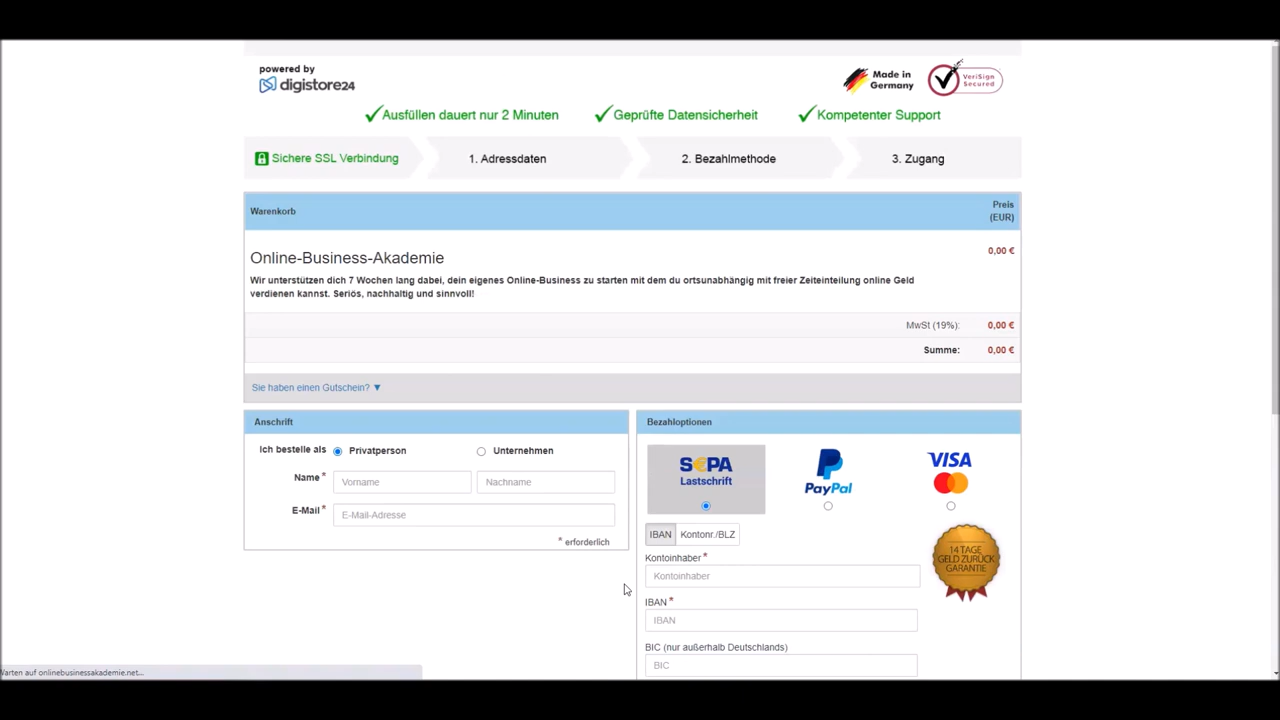 powered by
digistore24
Made in
Germany
VeriSign
Secured
Ausfüllen dauert nur 2 Minuten
Geprüfte Datensicherheit
Kompetenter Support
Sichere SSL Verbindung
1. Adressdaten
2. Bezahlmethode
3. Zugang
Warenkorb
Preis
(EUR)
Online-Business-Akademie
0,00 €
Wir unterstützen dich 7 Wochen lang dabei, dein eigenes Online-Business zu starten mit dem du ortsunabhängig mit freier Zeiteinteilung online Geld
verdienen kannst. Seriös, nachhaltig und sinnvoll!
MwSt (19%): 0,00 €
Summe: 0,00 €
Sie haben einen Gutschein? ▼
Anschrift
Ich bestelle als Privatperson Unternehmen
Name * Vorname Nachname
E-Mail * E-Mail-Adresse
* erforderlich
Bezahloptionen
S€PA
Lastschrift
PayPal
VISA
IBAN Kontonr./BLZ
Kontoinhaber *
Kontoinhaber
14 TAGE
GELD ZURÜCK
GARANTIE
IBAN *
IBAN
BIC (nur außerhalb Deutschlands)
BIC
Warten auf onlinebusinessakademie.net...